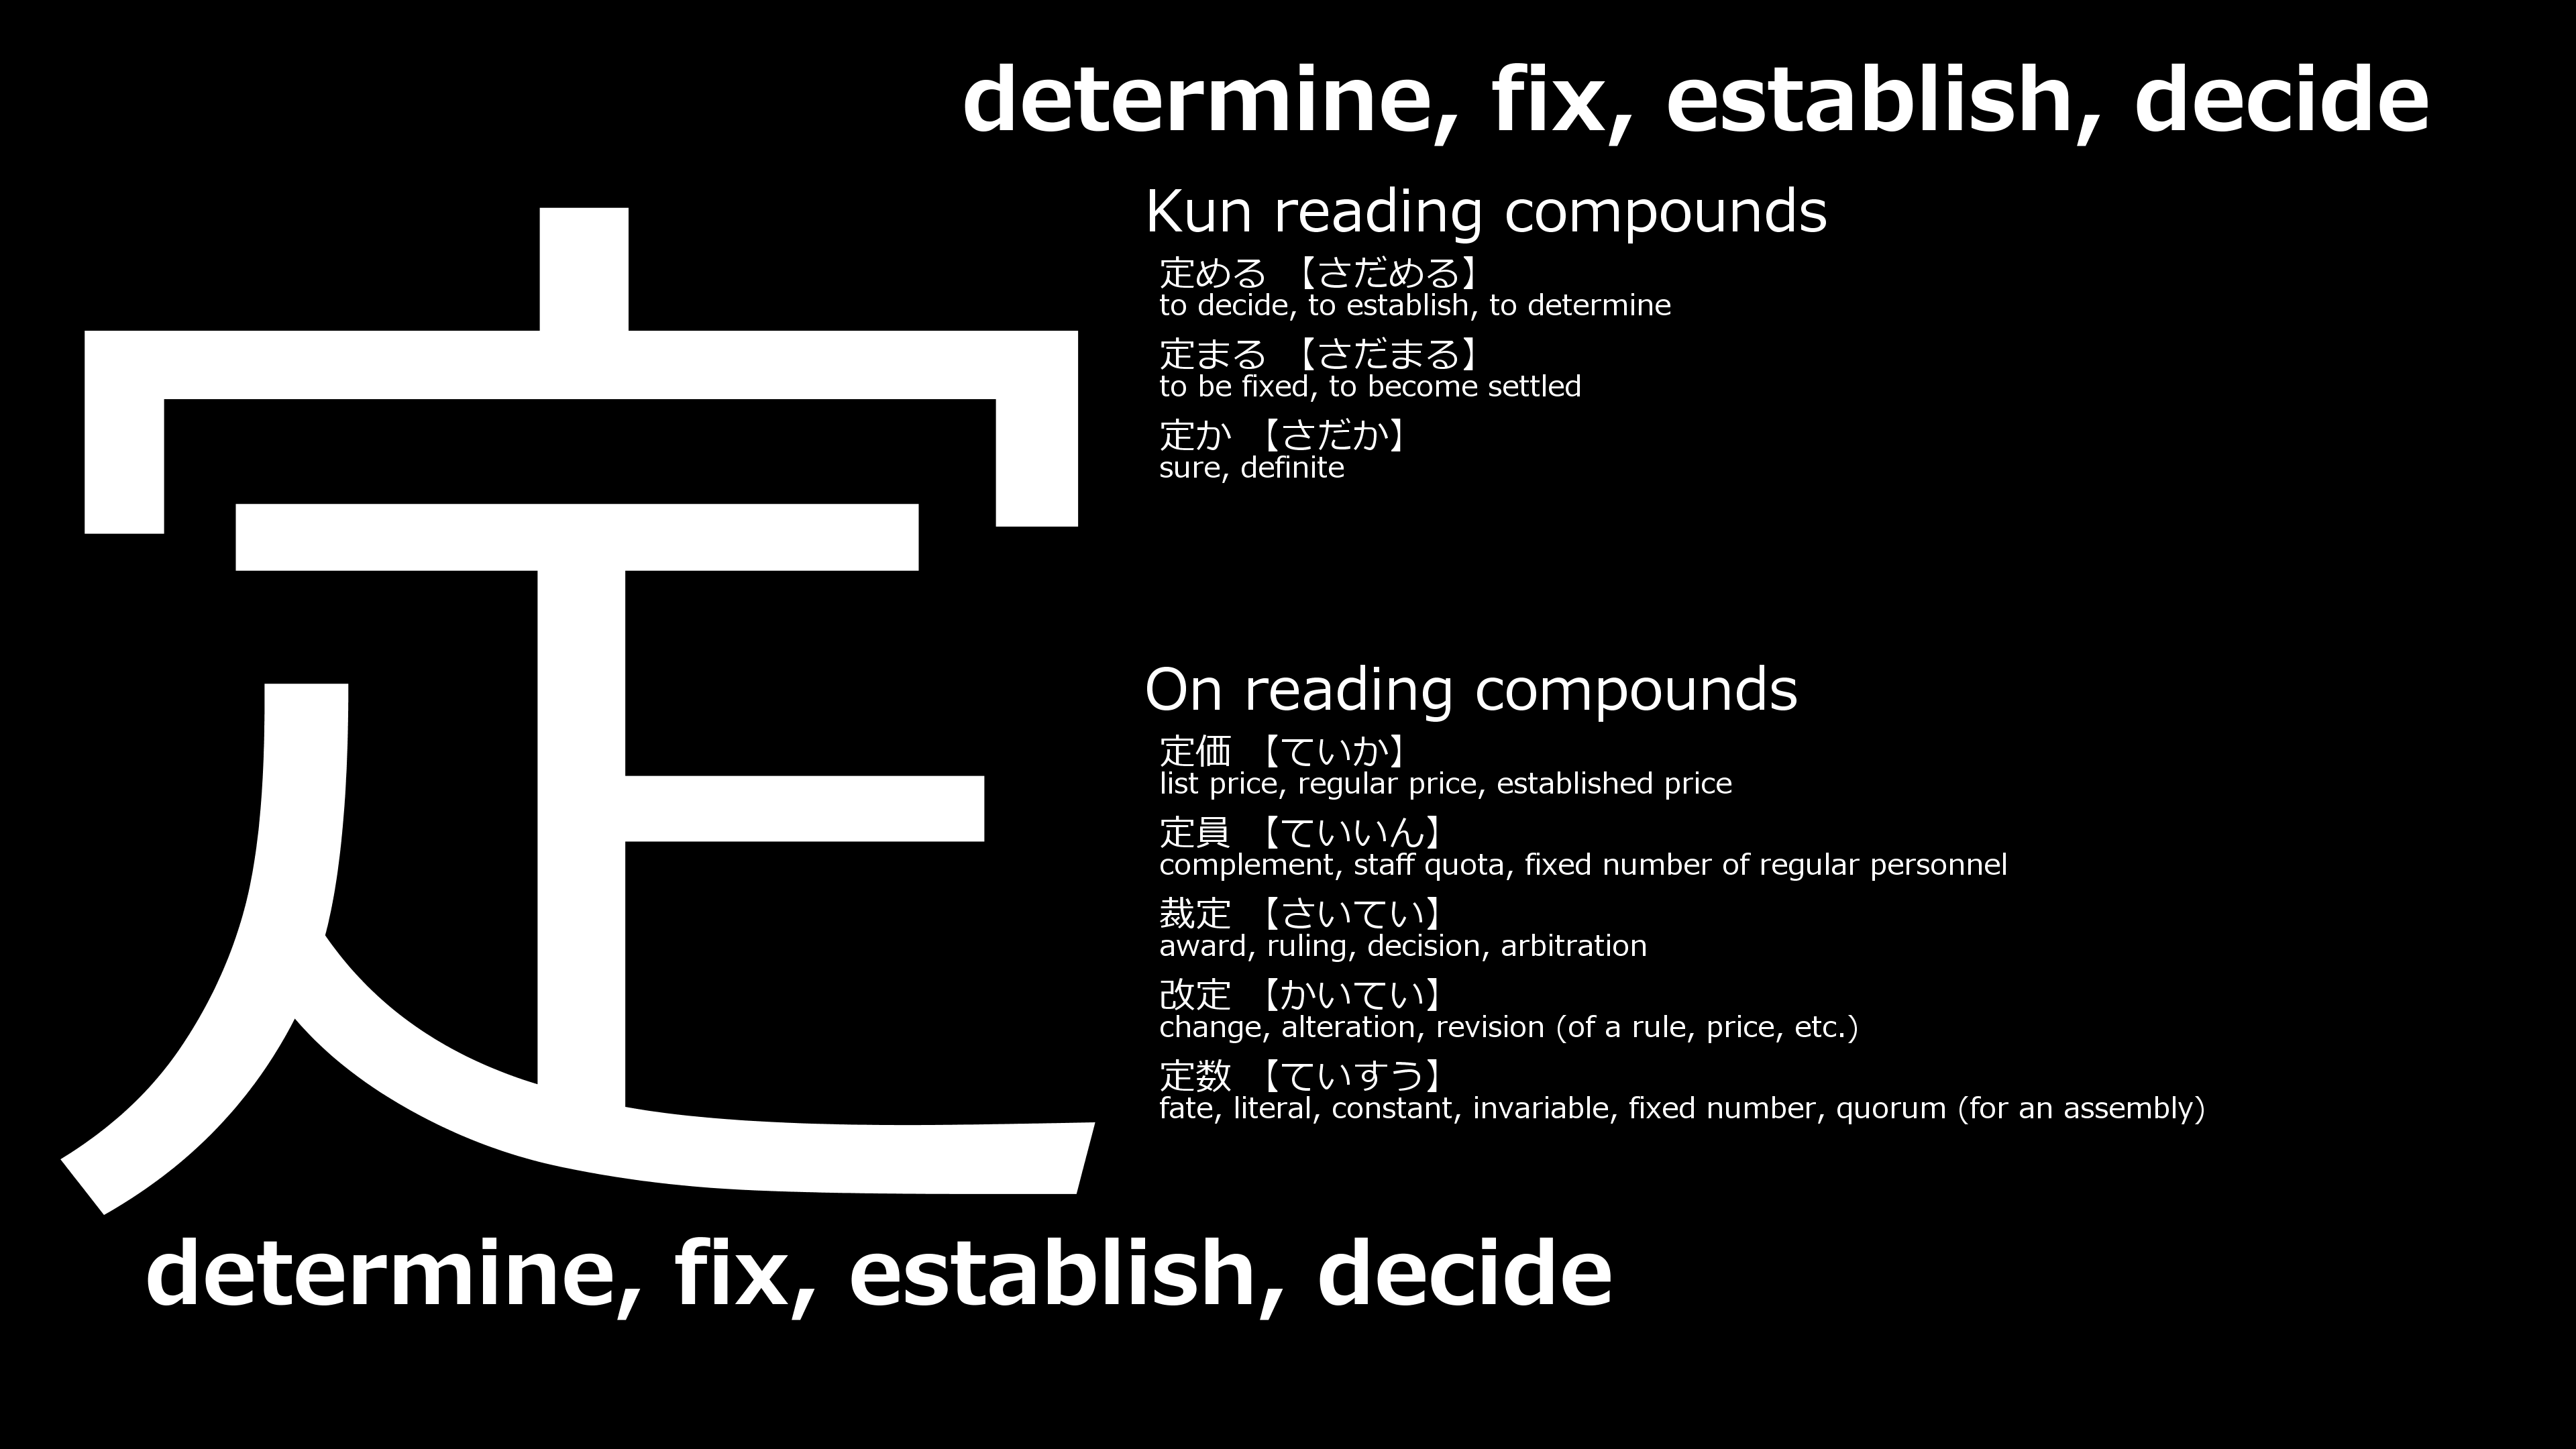 determine, fix, establish, decide
定
Kun reading compounds
定める 【さだめる】
to decide, to establish, to determine
定まる 【さだまる】
to be fixed, to become settled
定か 【さだか】
sure, definite
On reading compounds
定価 【ていか】
list price, regular price, established price
定員 【ていいん】
complement, staff quota, fixed number of regular personnel
裁定 【さいてい】
award, ruling, decision, arbitration
改定 【かいてい】
change, alteration, revision (of a rule, price, etc.)
定数 【ていすう】
fate, literal, constant, invariable, fixed number, quorum (for an assembly)
determine, fix, establish, decide